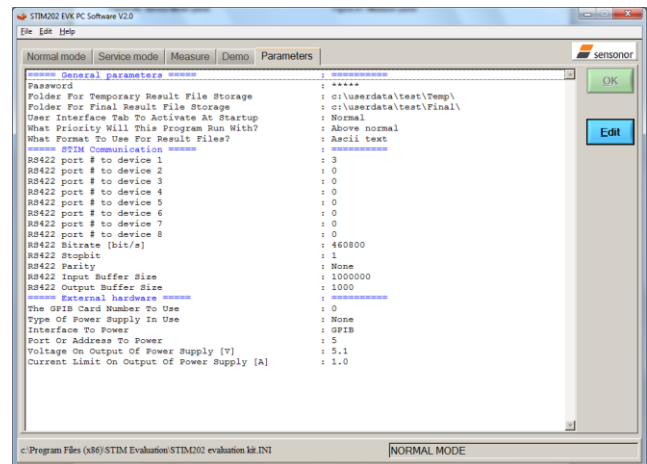 STIM202 EVK PC Software V2.0
File Edit Help
Normal mode Service mode Measure Demo Parameters
sensonor
===== General parameters ===== : ==========
Password : *****
Folder For Temporary Result File Storage : c:\userdata\test\Temp\
Folder For Final Result File Storage : c:\userdata\test\Final\
User Interface Tab To Activate At Startup : Normal
What Priority Will This Program Run With? : Above normal
What Format To Use For Result Files? : Ascii text
===== STIM Communication ===== : ==========
RS422 port # to device 1 : 3
RS422 port # to device 2 : 0
RS422 port # to device 3 : 0
RS422 port # to device 4 : 0
RS422 port # to device 5 : 0
RS422 port # to device 6 : 0
RS422 port # to device 7 : 0
RS422 port # to device 8 : 0
RS422 Bitrate [bit/s] : 460800
RS422 Stopbit : 1
RS422 Parity : None
RS422 Input Buffer Size : 1000000
RS422 Output Buffer Size : 1000
===== External hardware ===== : ==========
The GPIB Card Number To Use : 0
Type Of Power Supply In Use : None
Interface To Power : GPIB
Port Or Address To Power : 5
Voltage On Output Of Power Supply [V] : 5.1
Current Limit On Output Of Power Supply [A] : 1.0
OK
Edit
c:\Program Files (x86)\STIM Evaluation\STIM202 evaluation kit.INI
NORMAL MODE